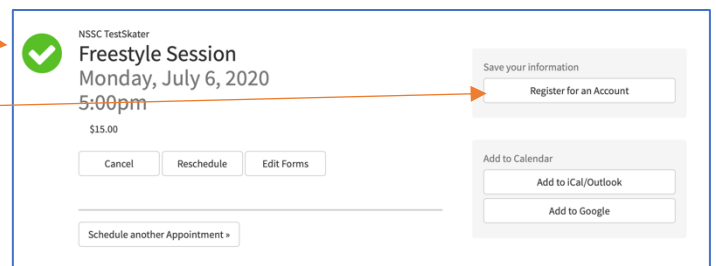 NSSC TestSkater
Freestyle Session
Monday, July 6, 2020
5:00pm
$15.00
Cancel
Reschedule
Edit Forms
Schedule another Appointment »
Save your information
Register for an Account
Add to Calendar
Add to iCal/Outlook
Add to Google